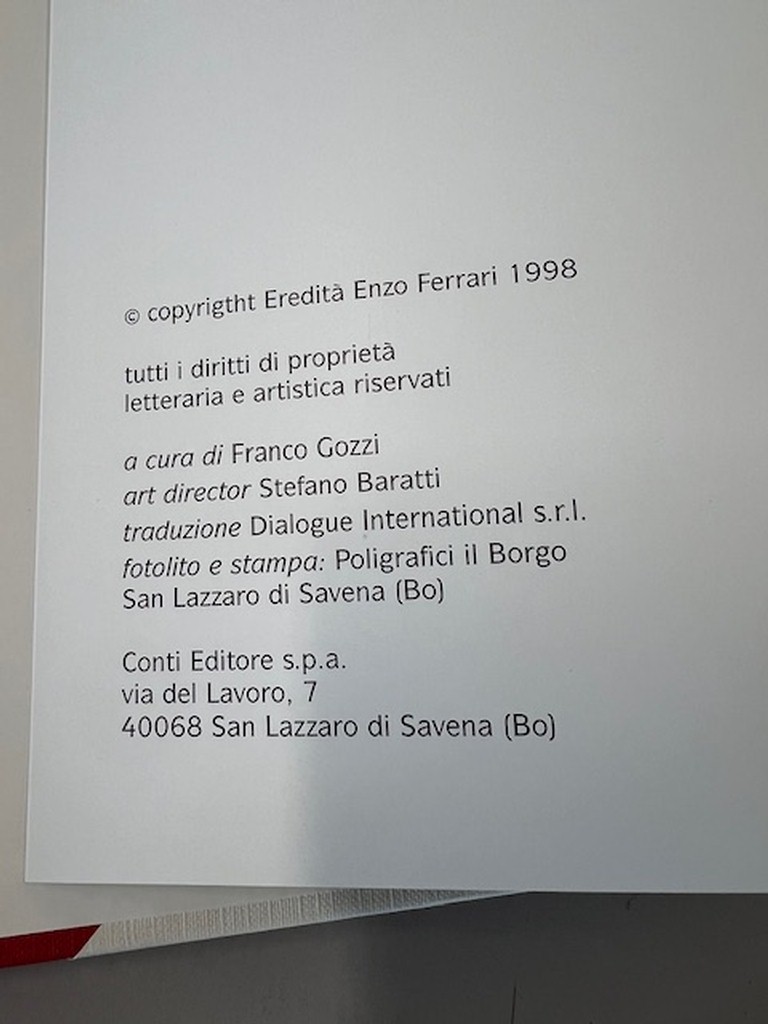 © copyrigtht Eredità Enzo Ferrari 1998
tutti i diritti di proprietà
letteraria e artistica riservati
a cura di Franco Gozzi
art director Stefano Baratti
traduzione Dialogue International s.r.l.
fotolito e stampa: Poligrafici il Borgo
San Lazzaro di Savena (Bo)
Conti Editore s.p.a.
via del Lavoro, 7
40068 San Lazzaro di Savena (Bo)